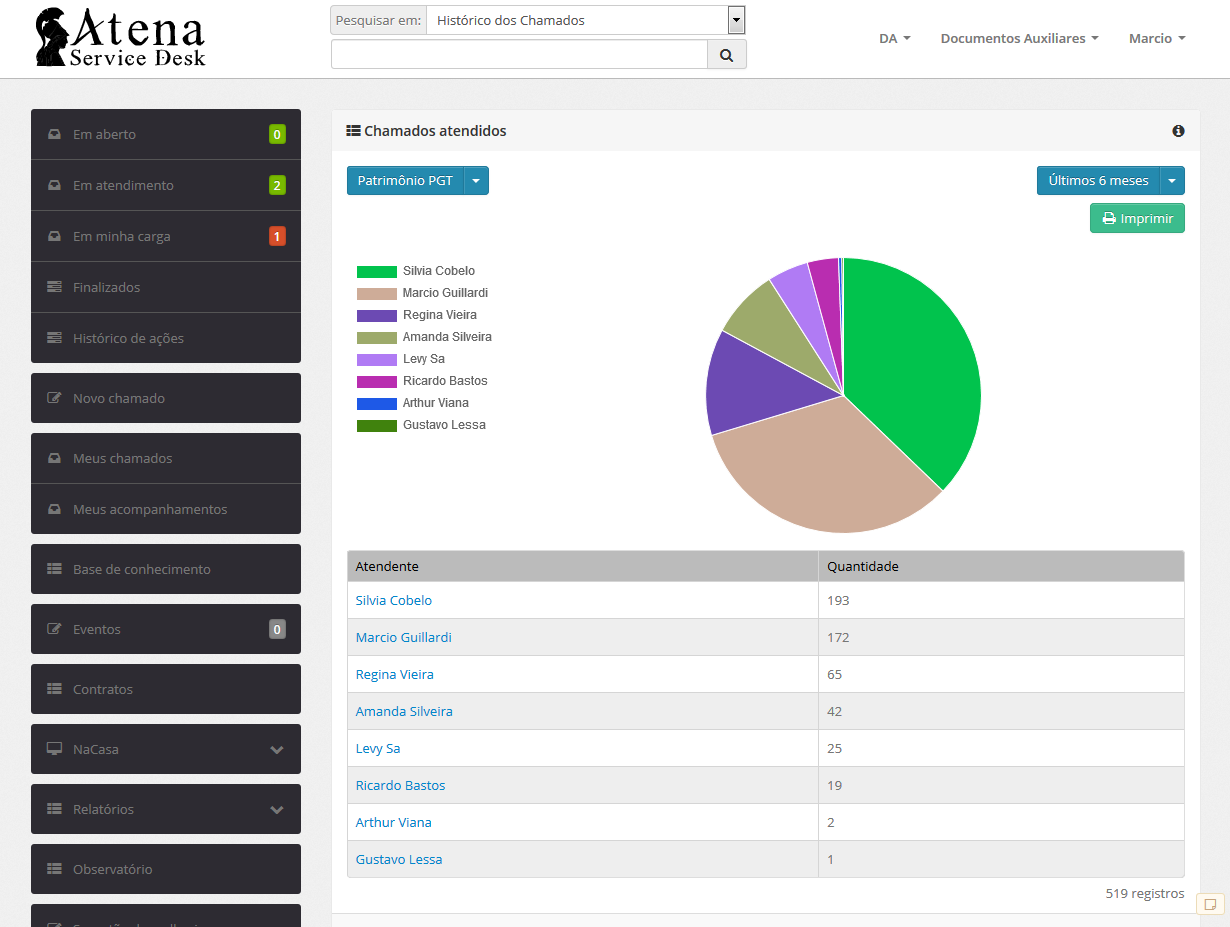 Atena
Service Desk
Pesquisar em: Histórico dos Chamados
DA
Documentos Auxiliares
Marcio
Em aberto 0
Em atendimento 2
Em minha carga 1
Finalizados
Histórico de ações
Novo chamado
Meus chamados
Meus acompanhamentos
Base de conhecimento
Eventos 0
Contratos
NaCasa
Relatórios
Observatório
Chamados atendidos
Patrimônio PGT
Últimos 6 meses
Imprimir
Silvia Cobelo
Marcio Guillardi
Regina Vieira
Amanda Silveira
Levy Sa
Ricardo Bastos
Arthur Viana
Gustavo Lessa
Atendente Quantidade
Silvia Cobelo 193
Marcio Guillardi 172
Regina Vieira 65
Amanda Silveira 42
Levy Sa 25
Ricardo Bastos 19
Arthur Viana 2
Gustavo Lessa 1
519 registros